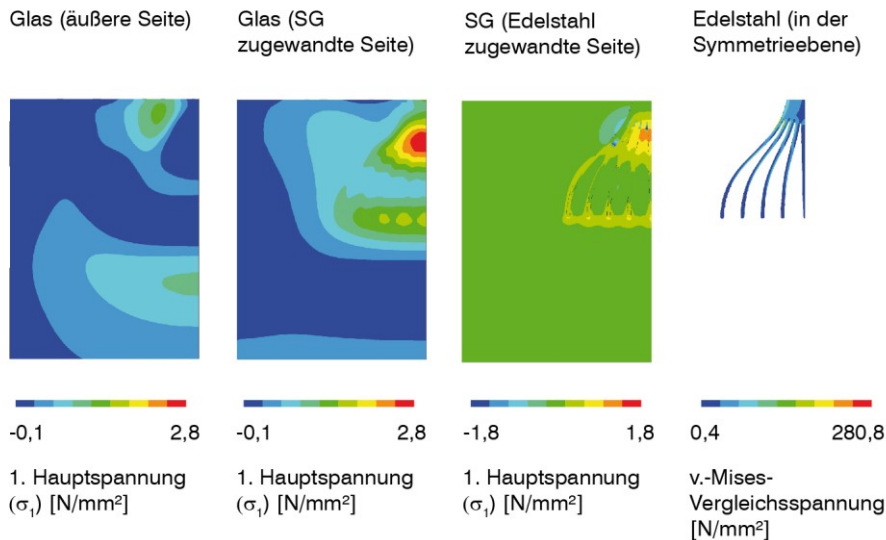 Glas (äußere Seite)
Glas (SG
zugewandte Seite)
SG (Edelstahl
zugewandte Seite)
Edelstahl (in der
Symmetrieebene)
-0,1 2,8
-0,1 2,8
-1,8 1,8
0,4 280,8
1. Hauptspannung
(σ₁) [N/mm²]
1. Hauptspannung
(σ₁) [N/mm²]
1. Hauptspannung
(σ₁) [N/mm²]
v.-Mises-
Vergleichsspannung
[N/mm²]